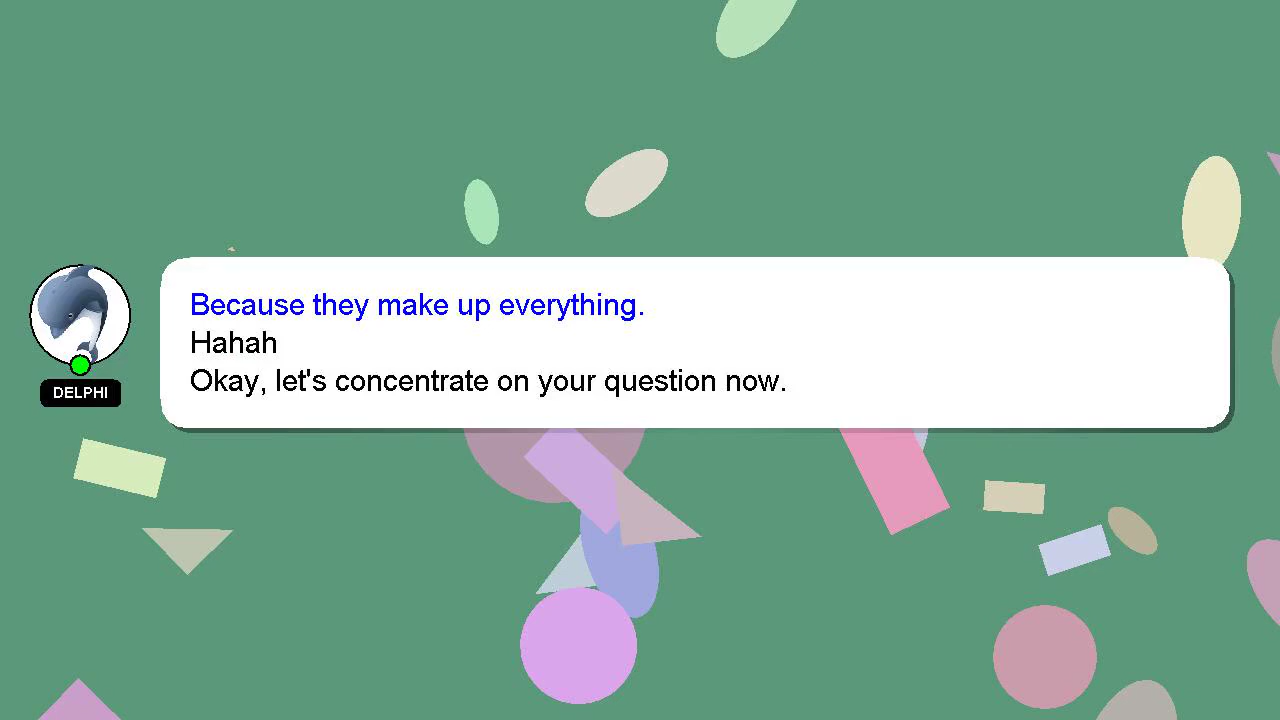 Because they make up everything.
Hahah
Okay, let's concentrate on your question now.
DELPHI